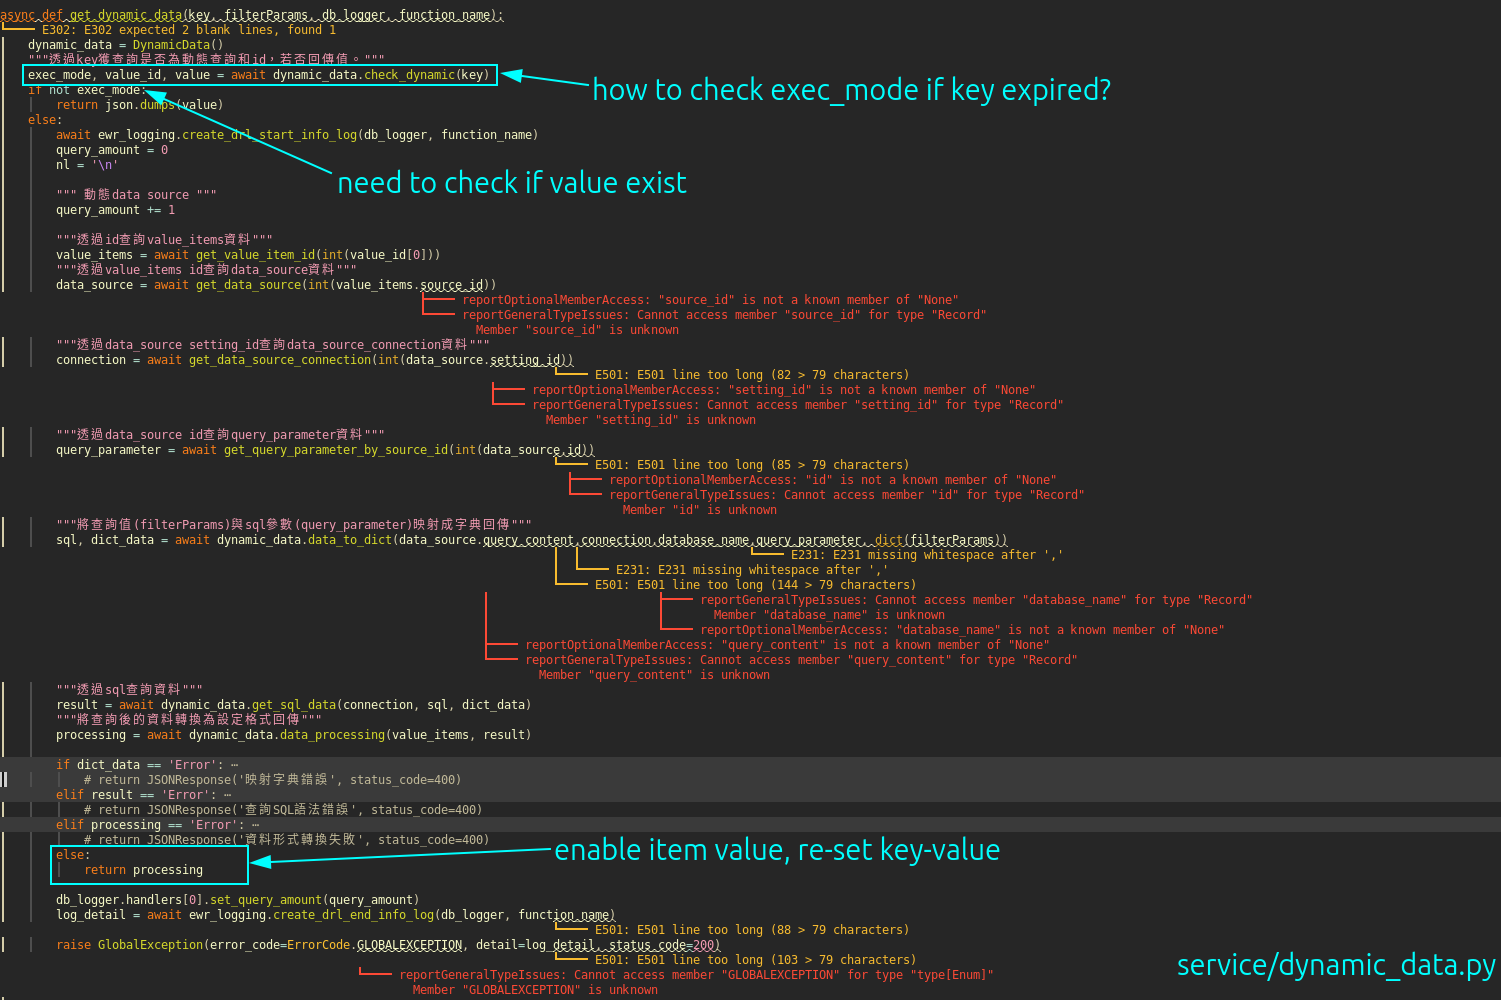 async def get_dynamic_data(key, filterParams, db_logger, function_name):
E302: E302 expected 2 blank lines, found 1
dynamic_data = DynamicData()
"""透過key獲查詢是否為動態查詢和id，若否回傳值。"""
exec_mode, value_id, value = await dynamic_data.check_dynamic(key)
how to check exec_mode if key expired?
if not exec_mode:
return json.dumps(value)
else:
await ewr_logging.create_drl_start_info_log(db_logger, function_name)
query_amount = 0
nl = '\n'
need to check if value exist
""" 動態data source """
query_amount += 1
"""透過id查詢value_items資料"""
value_items = await get_value_item_id(int(value_id[0]))
"""透過value_items id查詢data_source資料"""
data_source = await get_data_source(int(value_items.source_id))
reportOptionalMemberAccess: "source_id" is not a known member of "None"
reportGeneralTypeIssues: Cannot access member "source_id" for type "Record"
Member "source_id" is unknown
"""透過data_source setting_id查詢data_source_connection資料"""
connection = await get_data_source_connection(int(data_source.setting_id))
E501: E501 line too long (82 > 79 characters)
reportOptionalMemberAccess: "setting_id" is not a known member of "None"
reportGeneralTypeIssues: Cannot access member "setting_id" for type "Record"
Member "setting_id" is unknown
"""透過data_source id查詢query_parameter資料"""
query_parameter = await get_query_parameter_by_source_id(int(data_source.id))
E501: E501 line too long (85 > 79 characters)
reportOptionalMemberAccess: "id" is not a known member of "None"
reportGeneralTypeIssues: Cannot access member "id" for type "Record"
Member "id" is unknown
"""將查詢值(filterParams)與sql參數(query_parameter)映射成字典回傳"""
sql, dict_data = await dynamic_data.data_to_dict(data_source.query_content,connection.database_name,query_parameter, dict(filterParams))
E231: E231 missing whitespace after ','
E231: E231 missing whitespace after ','
E501: E501 line too long (144 > 79 characters)
reportGeneralTypeIssues: Cannot access member "database_name" for type "Record"
Member "database_name" is unknown
reportOptionalMemberAccess: "database_name" is not a known member of "None"
reportOptionalMemberAccess: "query_content" is not a known member of "None"
reportGeneralTypeIssues: Cannot access member "query_content" for type "Record"
Member "query_content" is unknown
"""透過sql查詢資料"""
result = await dynamic_data.get_sql_data(connection, sql, dict_data)
"""將查詢後的資料轉換為設定格式回傳"""
processing = await dynamic_data.data_processing(value_items, result)
if dict_data == 'Error': ⋯
# return JSONResponse('映射字典錯誤', status_code=400)
elif result == 'Error': ⋯
# return JSONResponse('查詢SQL語法錯誤', status_code=400)
elif processing == 'Error': ⋯
# return JSONResponse('資料形式轉換失敗', status_code=400)
else:
return processing
enable item value, re-set key-value
db_logger.handlers[0].set_query_amount(query_amount)
log_detail = await ewr_logging.create_drl_end_info_log(db_logger, function_name)
E501: E501 line too long (88 > 79 characters)
raise GlobalException(error_code=ErrorCode.GLOBALEXCEPTION, detail=log_detail, status_code=200)
E501: E501 line too long (103 > 79 characters)
reportGeneralTypeIssues: Cannot access member "GLOBALEXCEPTION" for type "type[Enum]"
Member "GLOBALEXCEPTION" is unknown
service/dynamic_data.py